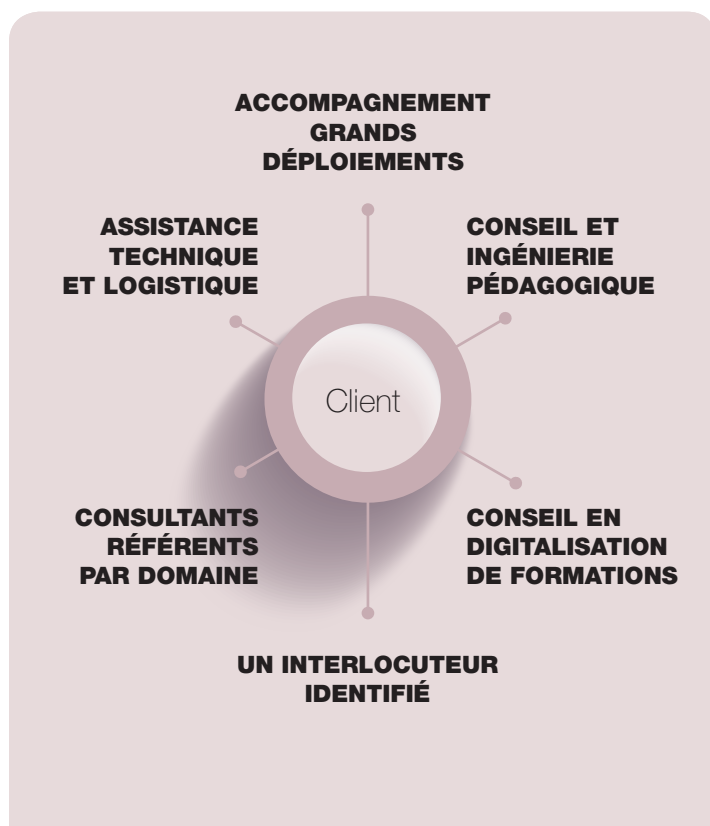 ACCOMPAGNEMENT
GRANDS
DÉPLOIEMENTS
ASSISTANCE
TECHNIQUE
ET LOGISTIQUE
CONSEIL ET
INGÉNIERIE
PÉDAGOGIQUE
Client
CONSULTANTS
RÉFÉRENTS
PAR DOMAINE
CONSEIL EN
DIGITALISATION
DE FORMATIONS
UN INTERLOCUTEUR
IDENTIFIÉ